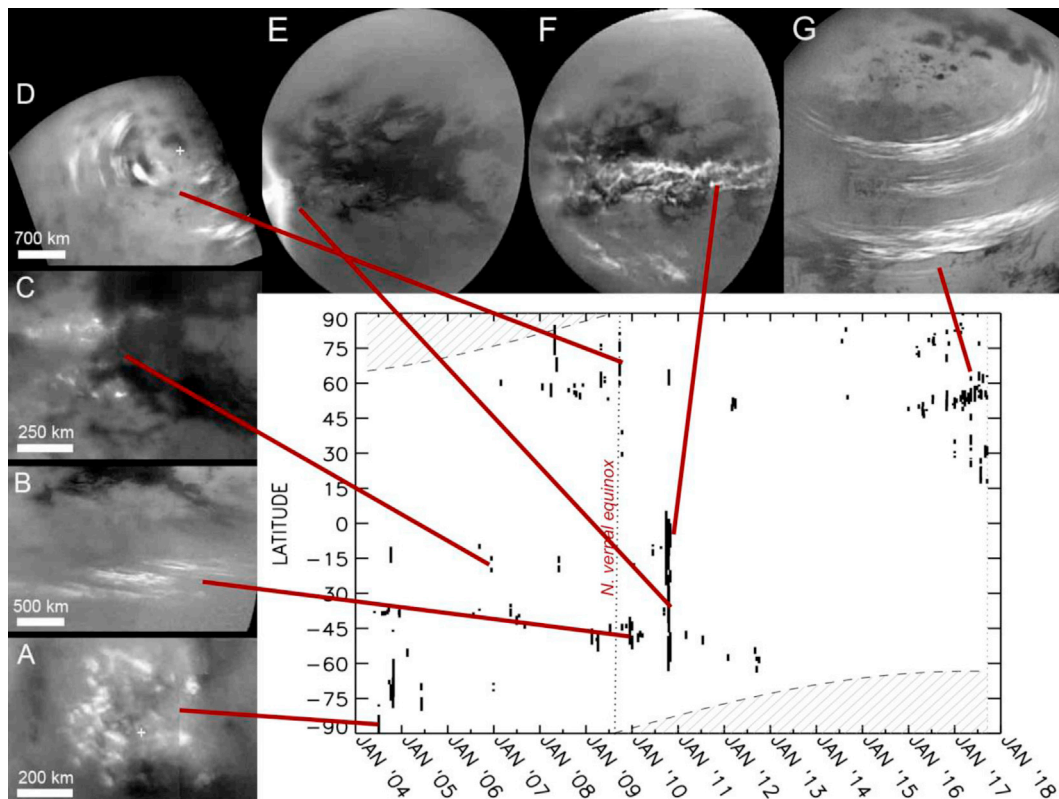 D
700 km
E
F
G
C
250 km
B
500 km
A
200 km
LATITUDE
90
75
60
45
30
15
0
−15
−30
−45
−60
−75
−90
N. vernal equinox
JAN '04
JAN '05
JAN '06
JAN '07
JAN '08
JAN '09
JAN '10
JAN '11
JAN '12
JAN '13
JAN '14
JAN '15
JAN '16
JAN '17
JAN '18